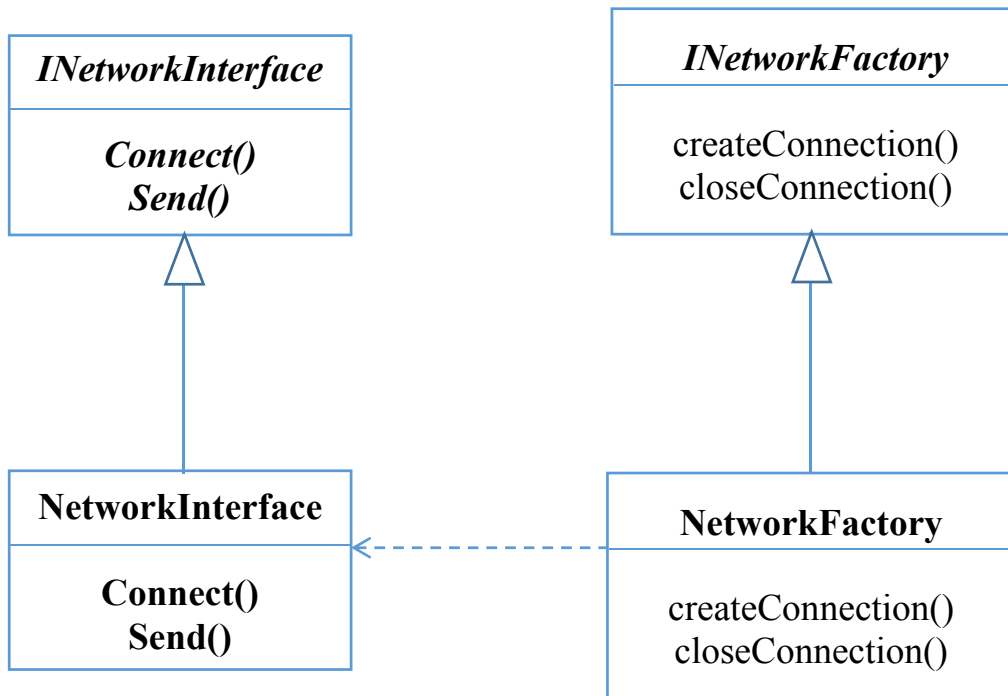 INetworkInterface
Connect()
Send()
INetworkFactory
createConnection()
closeConnection()
NetworkInterface
Connect()
Send()
NetworkFactory
createConnection()
closeConnection()